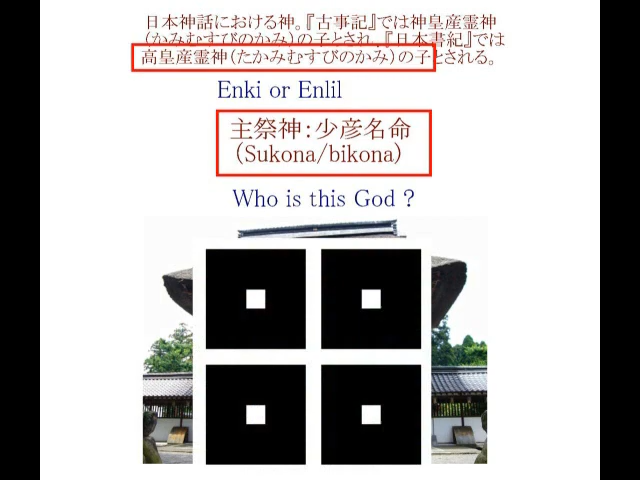 日本神話における神。『古事記』では神皇産霊神
（かみむすびのかみ）の子とされ、『日本書紀』では
高皇産霊神（たかみむすびのかみ）の子とされる。
Enki or Enlil
主祭神：少彦名命
（Sukona/bikona）
Who is this God ?